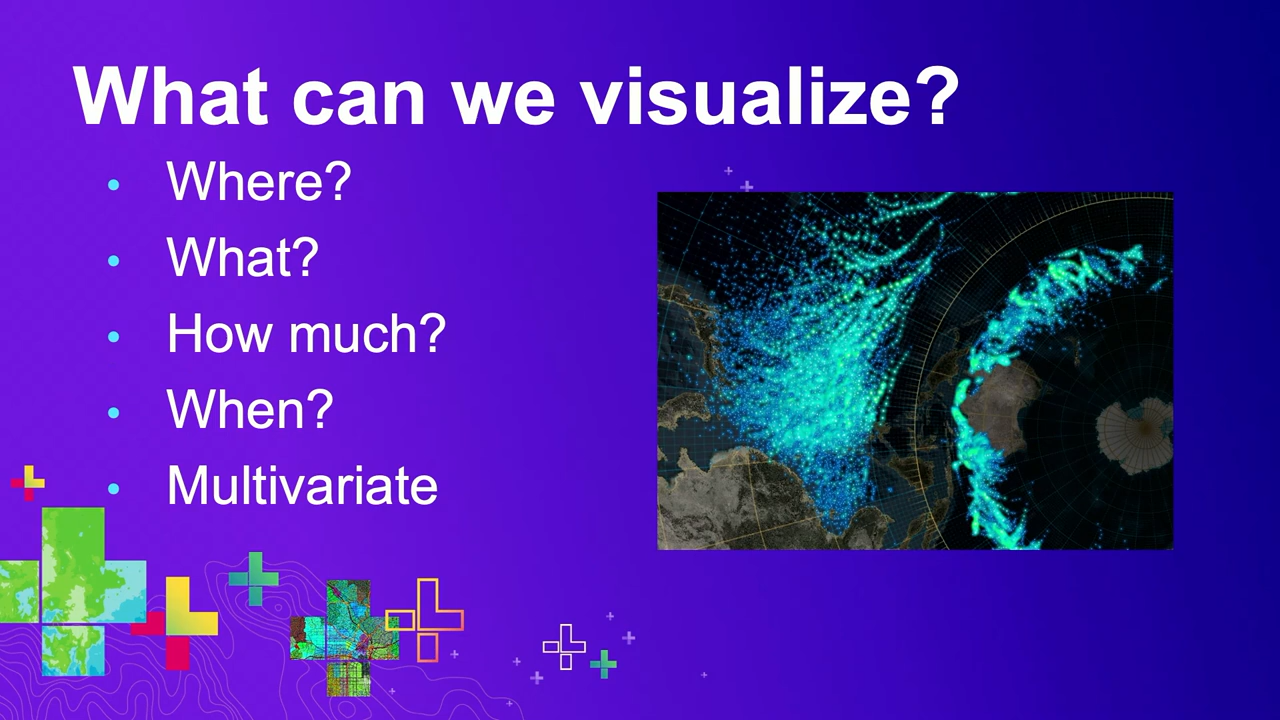 What can we visualize?
• Where?
• What?
• How much?
• When?
• Multivariate